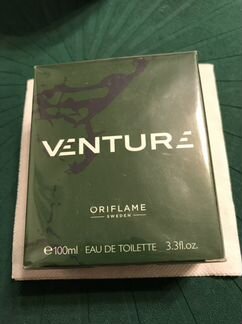 VENTURE
ORIFLAME
SWEDEN
℮100ml EAU DE TOILETTE 3.3fl.oz.